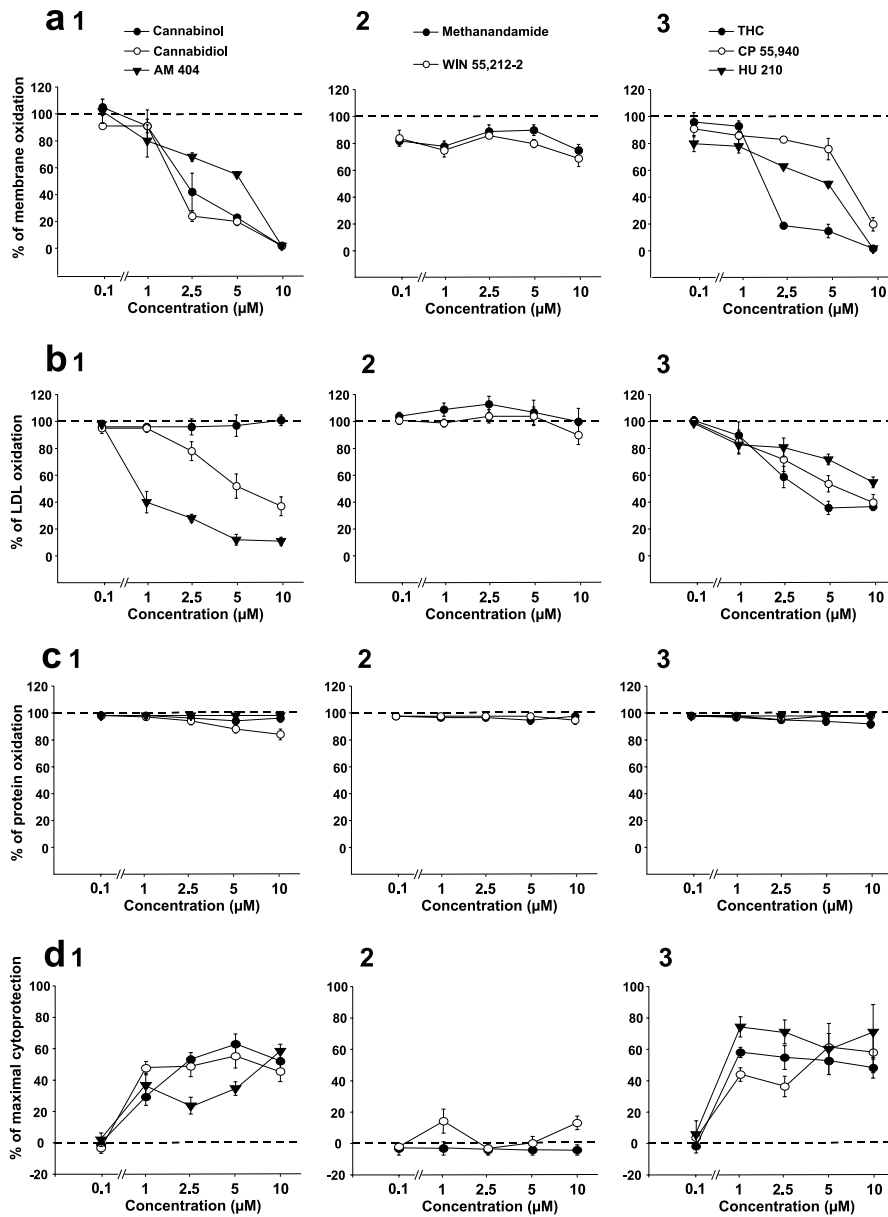 a 1
Cannabinol
Cannabidiol
AM 404
2
Methanandamide
WIN 55,212-2
3
THC
CP 55,940
HU 210
% of membrane oxidation
120
100
80
60
40
20
0
0.1 1 2.5 5 10
Concentration (µM)
120
100
80
60
40
20
0
0.1 1 2.5 5 10
Concentration (µM)
120
100
80
60
40
20
0
0.1 1 2.5 5 10
Concentration (µM)
b 1
2
3
% of LDL oxidation
120
100
80
60
40
20
0
0.1 1 2.5 5 10
Concentration (µM)
120
100
80
60
40
20
0
0.1 1 2.5 5 10
Concentration (µM)
120
100
80
60
40
20
0
0.1 1 2.5 5 10
Concentration (µM)
c 1
2
3
% of protein oxidation
120
100
80
60
40
20
0
0.1 1 2.5 5 10
Concentration (µM)
120
100
80
60
40
20
0
0.1 1 2.5 5 10
Concentration (µM)
120
100
80
60
40
20
0
0.1 1 2.5 5 10
Concentration (µM)
d 1
2
3
% of maximal cytoprotection
100
80
60
40
20
0
-20
0.1 1 2.5 5 10
Concentration (µM)
100
80
60
40
20
0
-20
0.1 1 2.5 5 10
Concentration (µM)
100
80
60
40
20
0
-20
0.1 1 2.5 5 10
Concentration (µM)